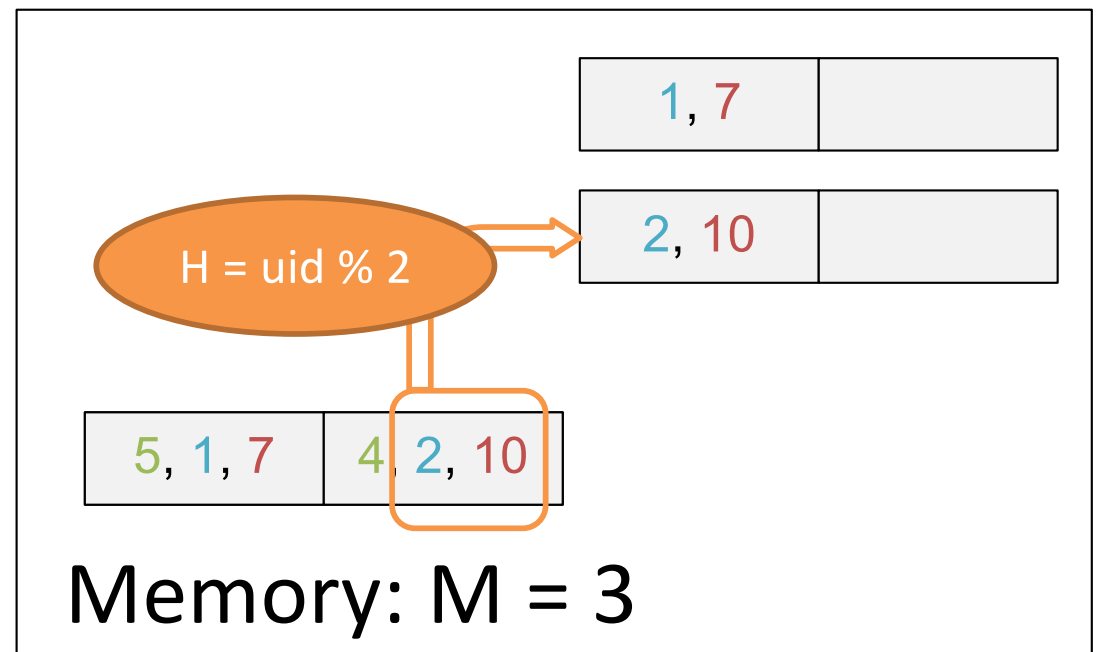 1, 7
2, 10
H = uid % 2
5, 1, 7 4, 2, 10
Memory: M = 3